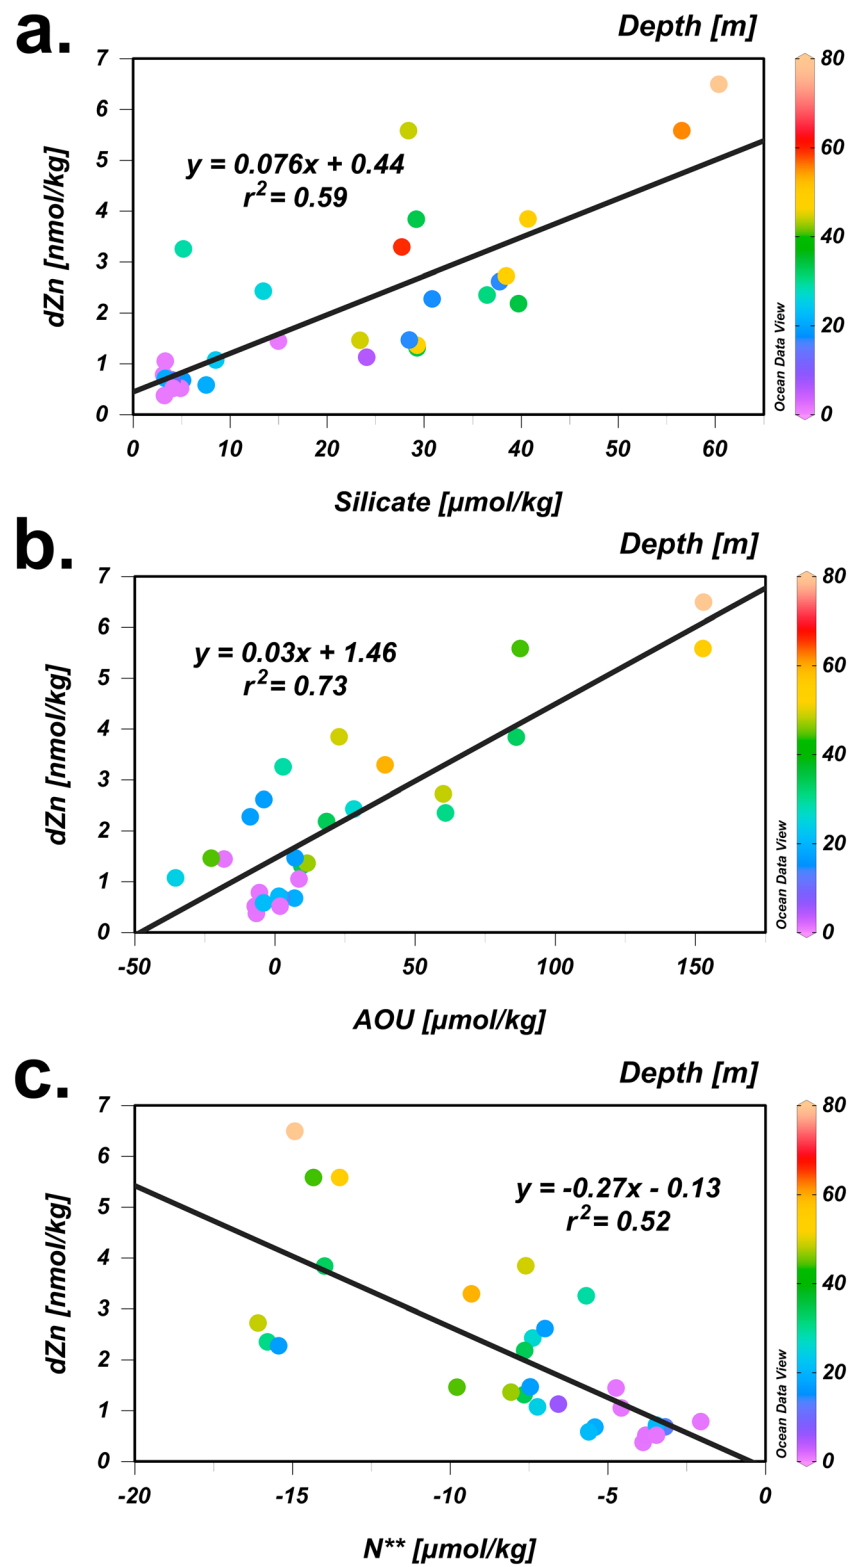 a.
Depth [m]
y = 0.076x + 0.44
r2 = 0.59
dZn [nmol/kg]
7
6
5
4
3
2
1
0
0 10 20 30 40 50 60
Silicate [µmol/kg]
80
60
40
20
0
Ocean Data View
b.
Depth [m]
y = 0.03x + 1.46
r2 = 0.73
dZn [nmol/kg]
7
6
5
4
3
2
1
0
-50 0 50 100 150
AOU [µmol/kg]
80
60
40
20
0
Ocean Data View
c.
Depth [m]
y = -0.27x - 0.13
r2 = 0.52
dZn [nmol/kg]
7
6
5
4
3
2
1
0
-20 -15 -10 -5 0
N** [µmol/kg]
80
60
40
20
0
Ocean Data View